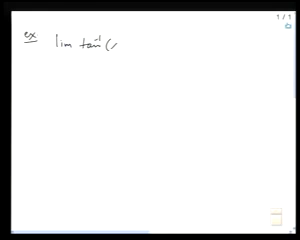 1 / 1
ex lim tan⁻¹(